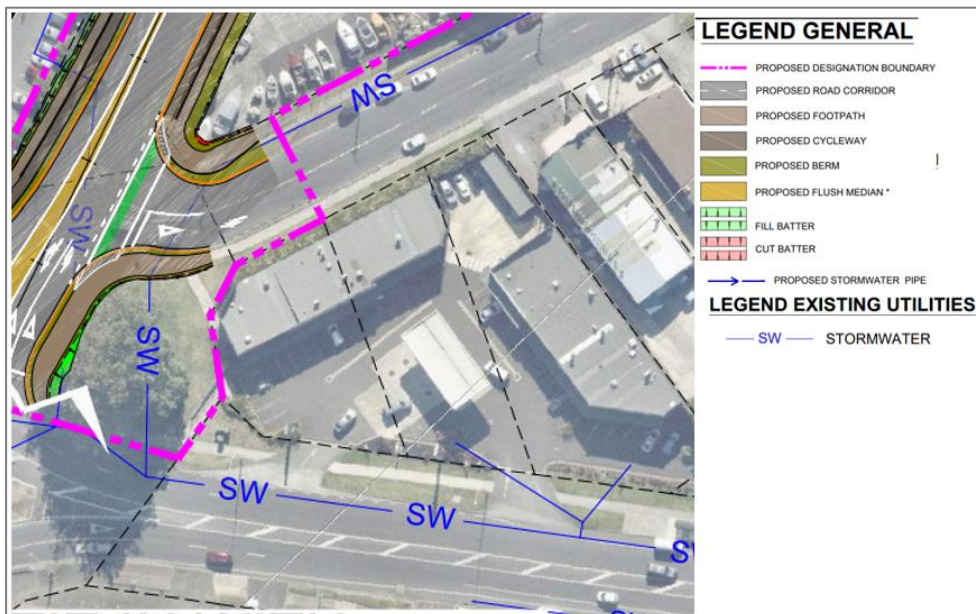 LEGEND GENERAL
PROPOSED DESIGNATION BOUNDARY
PROPOSED ROAD CORRIDOR
PROPOSED FOOTPATH
PROPOSED CYCLEWAY
PROPOSED BERM
PROPOSED FLUSH MEDIAN *
FILL BATTER
CUT BATTER
PROPOSED STORMWATER PIPE
LEGEND EXISTING UTILITIES
SW STORMWATER
SW
SW
SW
SW
SW